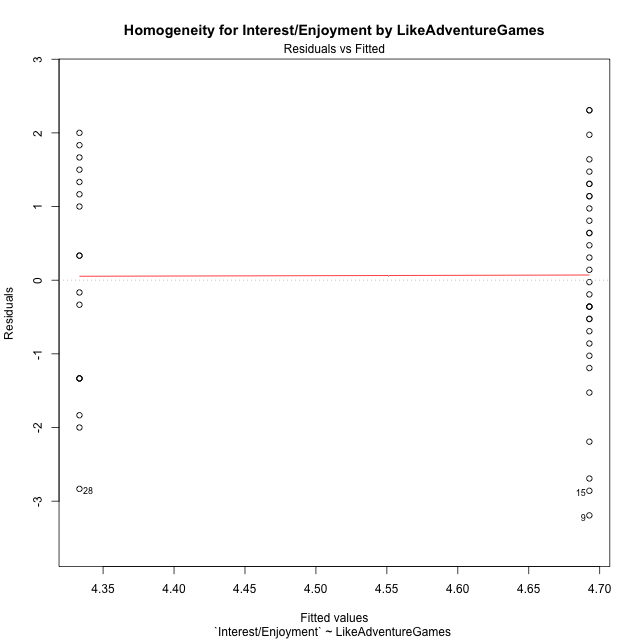 Homogeneity for Interest/Enjoyment by LikeAdventureGames
Residuals vs Fitted
3
2
1
0
-1
-2
-3
Residuals
28
15
9
4.35 4.40 4.45 4.50 4.55 4.60 4.65 4.70
Fitted values
`Interest/Enjoyment` ~ LikeAdventureGames